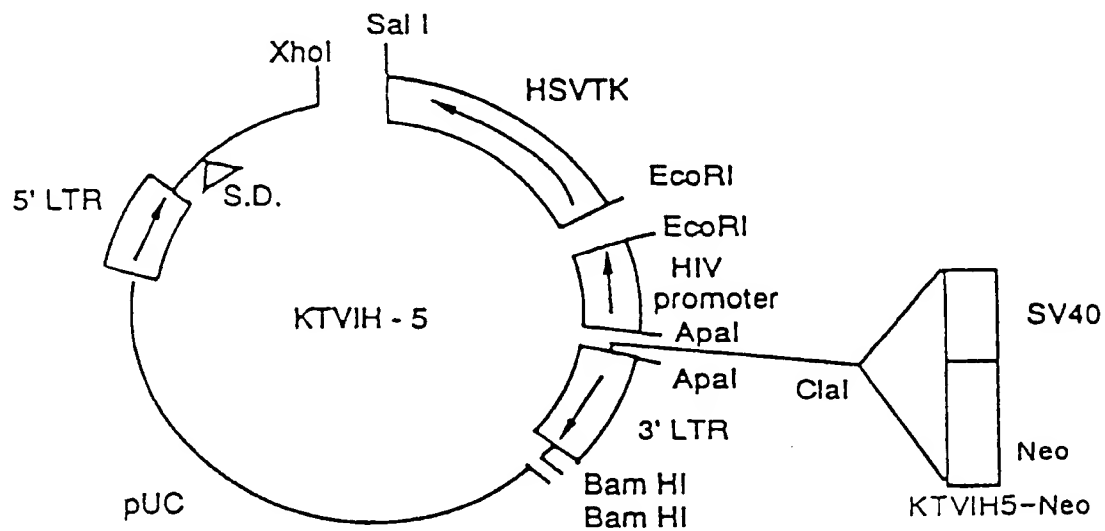 Sal I
XhoI
HSVTK
EcoRI
5' LTR
S.D.
EcoRI
HIV
promoter
KTVIH - 5
SV40
ApaI
ApaI
ClaI
3' LTR
Neo
Bam HI
KTVIH5-Neo
pUC
Bam HI